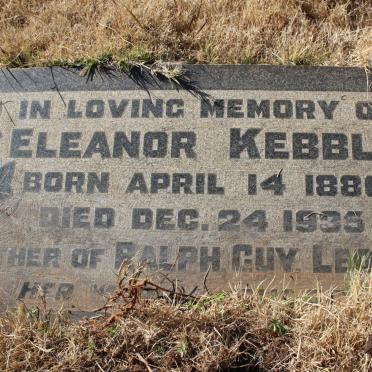 IN LOVING MEMORY O
ELEANOR KEBBL
BORN APRIL 14 188
DIED DEC. 24 1935
THER OF RALPH GUY LE
HER